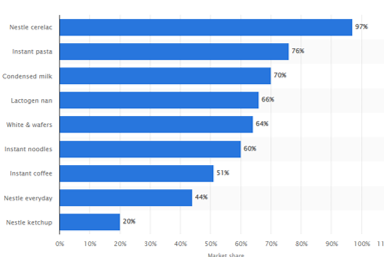 Nestle cerelac 97%
Instant pasta 76%
Condensed milk 70%
Lactogen nan 66%
White & wafers 64%
Instant noodles 60%
Instant coffee 51%
Nestle everyday 44%
Nestle ketchup 20%
0% 10% 20% 30% 40% 50% 60% 70% 80% 90% 100% 11
Market share